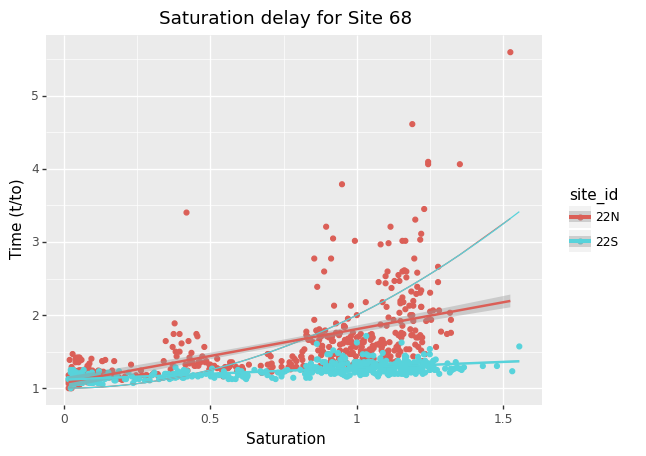 Saturation delay for Site 68
Time (t/to)
5
4
3
2
1
0
0.5
1
1.5
Saturation
site_id
22N
22S